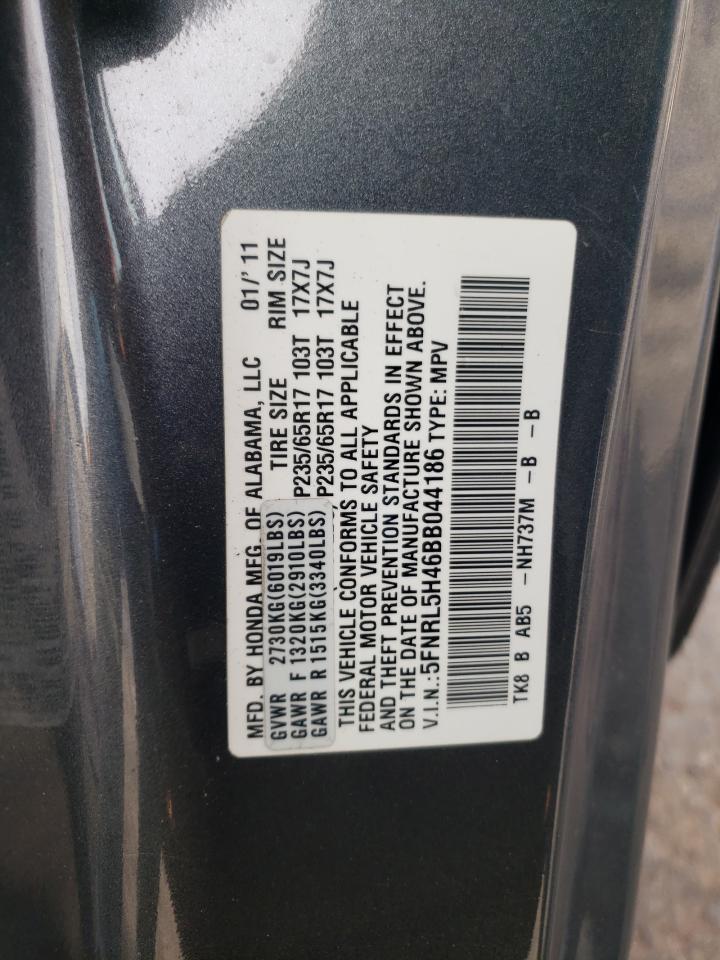 MFD. BY HONDA MFG. OF ALABAMA, LLC 01/'11
GVWR 2730KG(6019LBS) TIRE SIZE RIM SIZE
GAWR F 1320KG(2910LBS) P235/65R17 103T 17X7J
GAWR R 1515KG(3340LBS) P235/65R17 103T 17X7J
THIS VEHICLE CONFORMS TO ALL APPLICABLE
FEDERAL MOTOR VEHICLE SAFETY
AND THEFT PREVENTION STANDARDS IN EFFECT
ON THE DATE OF MANUFACTURE SHOWN ABOVE.
V.I.N.:5FNRL5H46BB044186 TYPE: MPV
TK8 B AB5 -NH737M -B -B